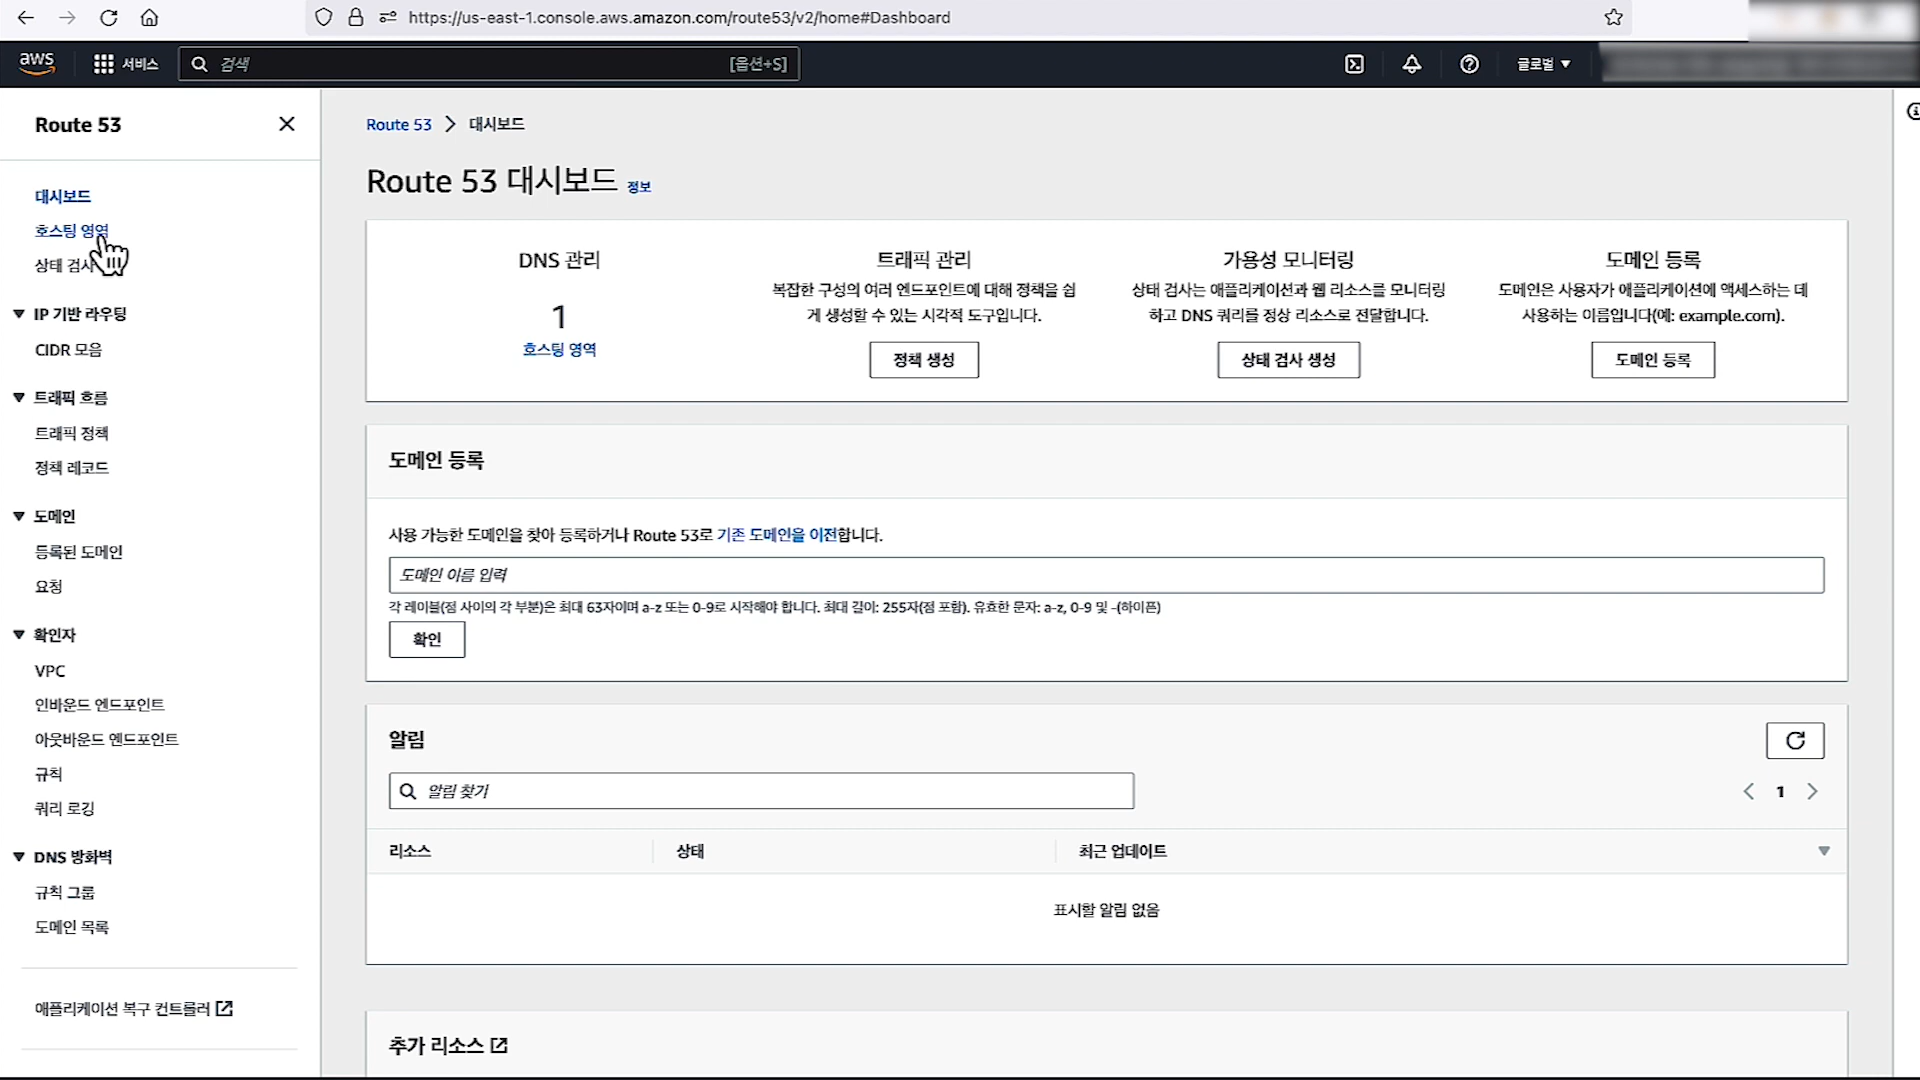 https://us-east-1.console.aws.amazon.com/route53/v2/home#Dashboard
aws
서비스
검색
[옵션+S]
글로벌
Route 53
대시보드
호스팅 영역
상태 검사
IP 기반 라우팅
CIDR 모음
트래픽 흐름
트래픽 정책
정책 레코드
도메인
등록된 도메인
요청
확인자
VPC
인바운드 엔드포인트
아웃바운드 엔드포인트
규칙
쿼리 로깅
DNS 방화벽
규칙 그룹
도메인 목록
애플리케이션 복구 컨트롤러
Route 53 > 대시보드
Route 53 대시보드 정보
DNS 관리
1
호스팅 영역
트래픽 관리
복잡한 구성의 여러 엔드포인트에 대해 정책을 쉽
게 생성할 수 있는 시각적 도구입니다.
정책 생성
가용성 모니터링
상태 검사는 애플리케이션과 웹 리소스를 모니터링
하고 DNS 쿼리를 정상 리소스로 전달합니다.
상태 검사 생성
도메인 등록
도메인은 사용자가 애플리케이션에 액세스하는 데
사용하는 이름입니다(예: example.com).
도메인 등록
도메인 등록
사용 가능한 도메인을 찾아 등록하거나 Route 53로 기존 도메인을 이전합니다.
도메인 이름 입력
각 레이블(점 사이의 각 부분)은 최대 63자이며 a-z 또는 0-9로 시작해야 합니다. 최대 길이: 255자(점 포함). 유효한 문자: a-z, 0-9 및 -(하이픈)
확인
알림
알림 찾기
1
리소스
상태
최근 업데이트
표시할 알림 없음
추가 리소스